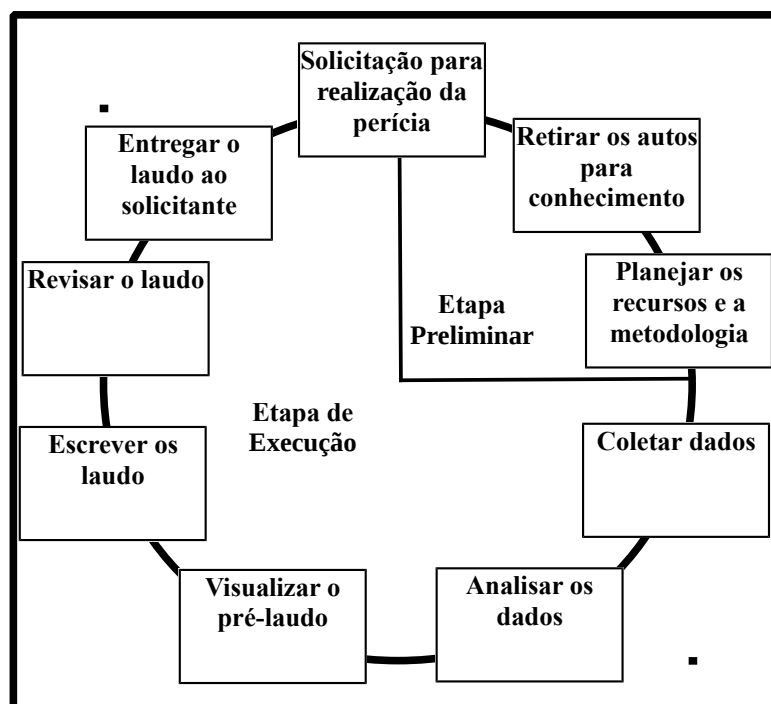 Solicitação para
realização da
perícia
Retirar os autos
para
conhecimento
Planejar os
recursos e a
metodologia
Coletar dados
Analisar os
dados
Visualizar o
pré-laudo
Escrever os
laudo
Revisar o laudo
Entregar o
laudo ao
solicitante
Etapa
Preliminar
Etapa de
Execução